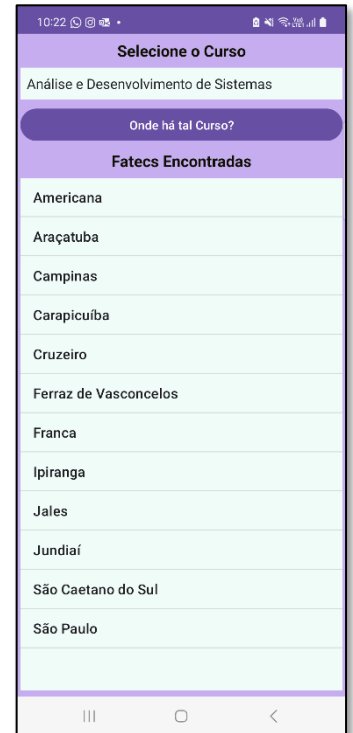 10:22
Selecione o Curso
Análise e Desenvolvimento de Sistemas
Onde há tal Curso?
Fatecs Encontradas
Americana
Araçatuba
Campinas
Carapicuíba
Cruzeiro
Ferraz de Vasconcelos
Franca
Ipiranga
Jales
Jundiaí
São Caetano do Sul
São Paulo